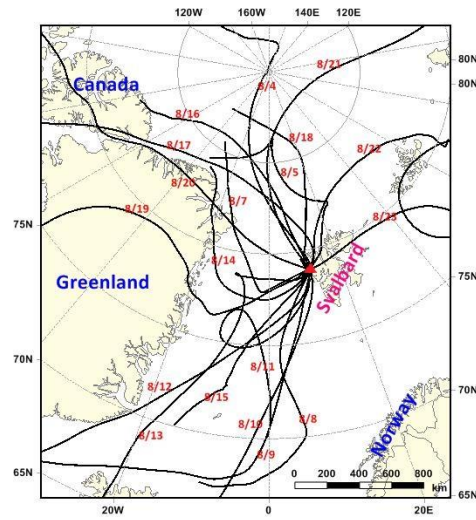 120W 160W 140E 120E
80N
80N
8/21
8/4
Canada
8/16
8/18
8/17
8/22
8/5
8/20
8/7
8/19
8/23
75N
8/14
Svalbard
75N
Greenland
70N
8/11
8/12
8/15
70N
8/10
8/8
8/13
8/9
Norway
65N
0 200 400 600 800
km
65N
20W 0 20E